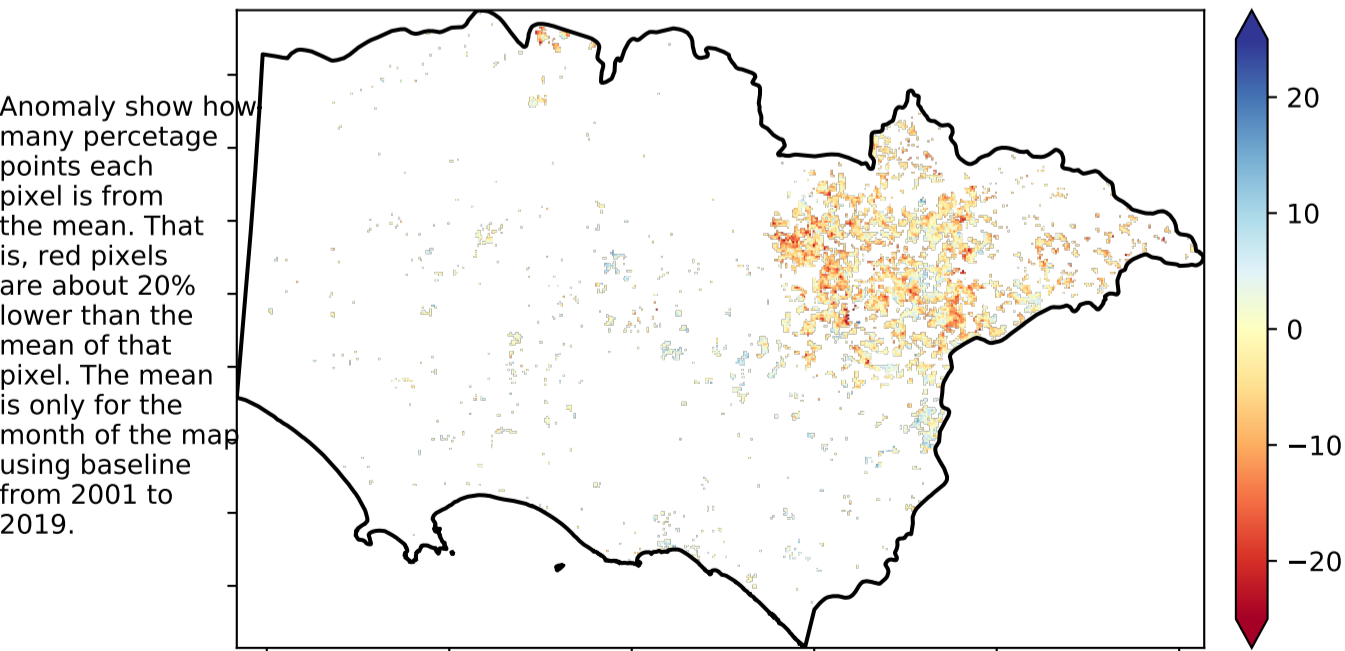 Anomaly show how
many percetage
points each
pixel is from
the mean. That
is, red pixels
are about 20%
lower than the
mean of that
pixel. The mean
is only for the
month of the map
using baseline
from 2001 to
2019.
20
10
0
−10
−20